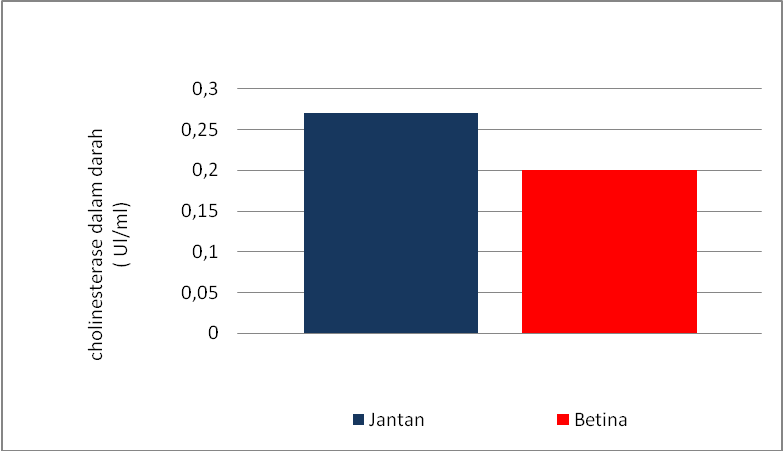 cholinesterase dalam darah
( UI/ml)
0,3
0,25
0,2
0,15
0,1
0,05
0
Jantan
Betina